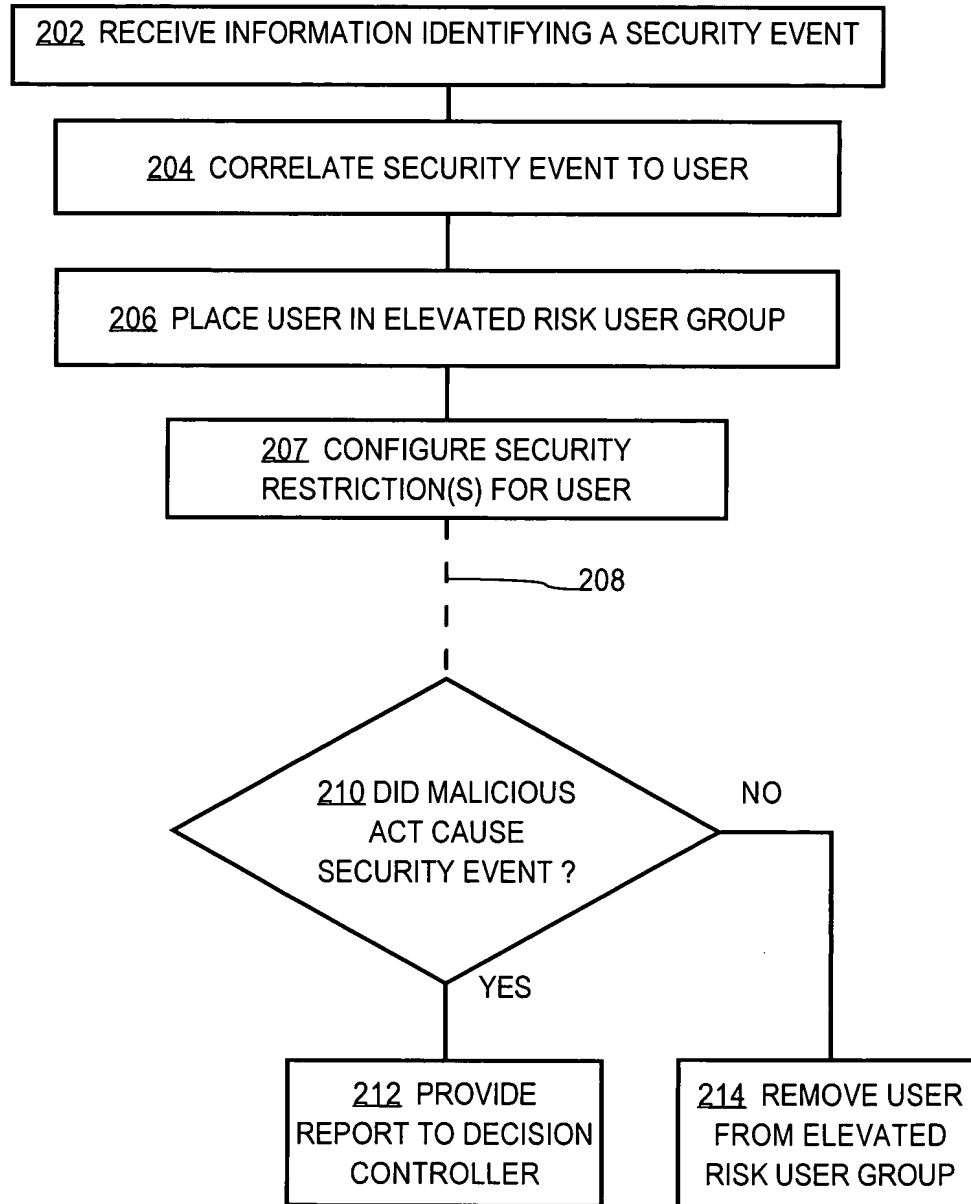 202 RECEIVE INFORMATION IDENTIFYING A SECURITY EVENT
204 CORRELATE SECURITY EVENT TO USER
206 PLACE USER IN ELEVATED RISK USER GROUP
207 CONFIGURE SECURITY
RESTRICTION(S) FOR USER
208
210 DID MALICIOUS
ACT CAUSE
SECURITY EVENT ?
NO
YES
212 PROVIDE
REPORT TO DECISION
CONTROLLER
214 REMOVE USER
FROM ELEVATED
RISK USER GROUP